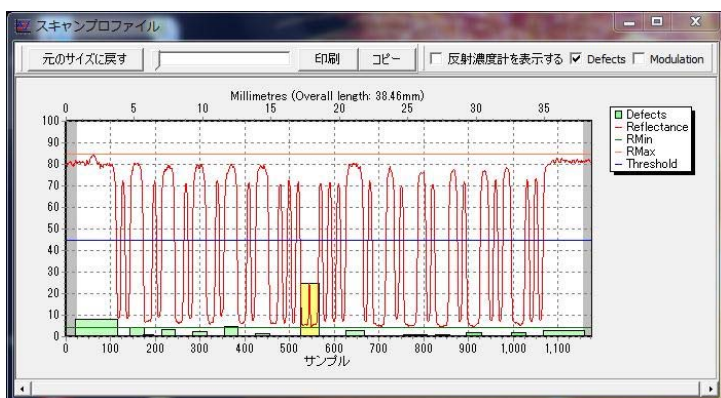 スキャンプロファイル
元のサイズに戻す 印刷 コピー 反射濃度計を表示する Defects Modulation
Millimetres (Overall length: 38.46mm)
0 5 10 15 20 25 30 35
100
90
80
70
60
50
40
30
20
10
0
0 100 200 300 400 500 600 700 800 900 1,000 1,100
サンプル
Defects
Reflectance
RMin
RMax
Threshold